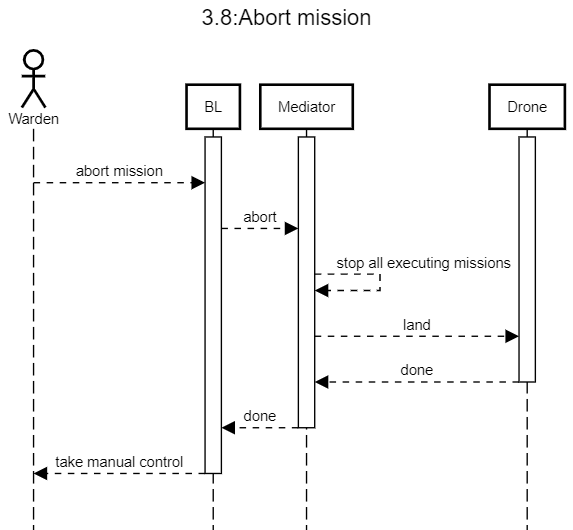 3.8:Abort mission
Warden
BL
Mediator
Drone
abort mission
abort
stop all executing missions
land
done
done
take manual control